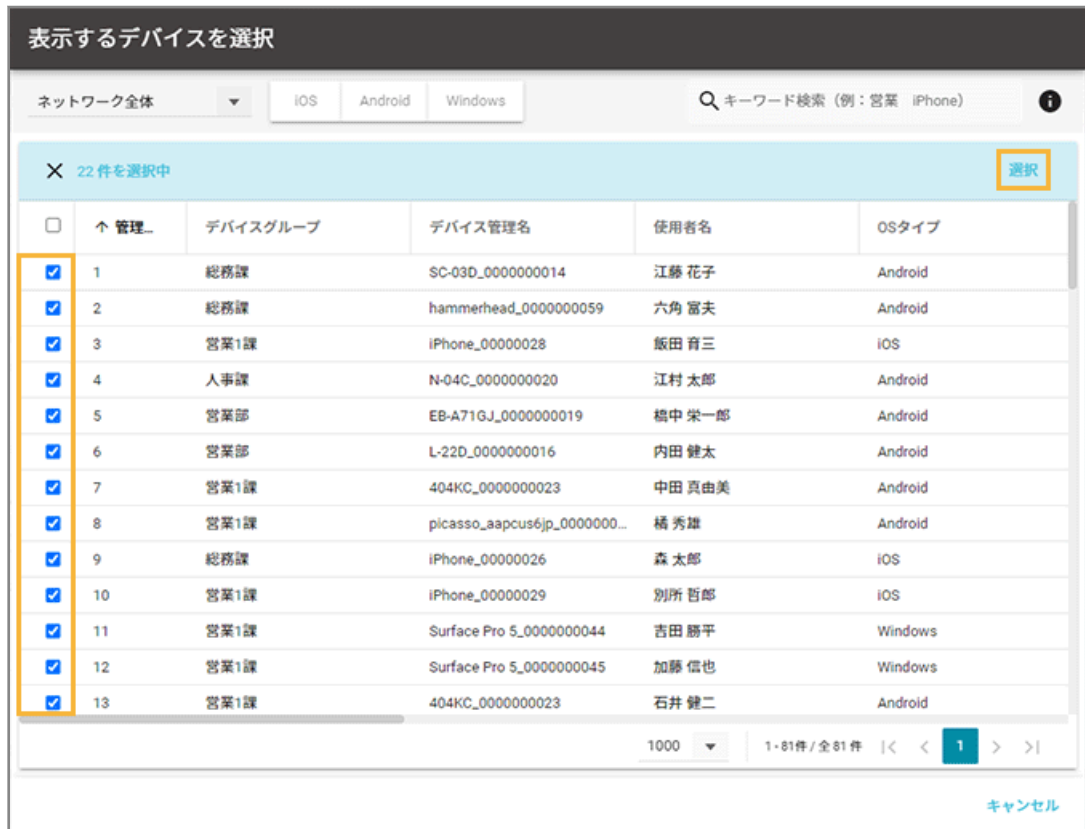 表示するデバイスを選択
ネットワーク全体 iOS Android Windows キーワード検索（例：営業　iPhone）
22 件を選択中 選択
管理... デバイスグループ デバイス管理名 使用者名 OSタイプ
1 総務課 SC-03D_0000000014 江藤 花子 Android
2 総務課 hammerhead_0000000059 六角 富夫 Android
3 営業1課 iPhone_00000028 飯田 育三 iOS
4 人事課 N-04C_0000000020 江村 太郎 Android
5 営業部 EB-A71GJ_0000000019 橋中 栄一郎 Android
6 営業部 L-22D_0000000016 内田 健太 Android
7 営業1課 404KC_0000000023 中田 真由美 Android
8 営業1課 picasso_aapcus6jp_0000000... 橘 秀雄 Android
9 総務課 iPhone_00000026 森 太郎 iOS
10 営業1課 iPhone_00000029 別所 哲郎 iOS
11 営業1課 Surface Pro 5_0000000044 吉田 勝平 Windows
12 営業1課 Surface Pro 5_0000000045 加藤 信也 Windows
13 営業1課 404KC_0000000023 石井 健二 Android
1000 1 - 81件 / 全 81 件 1
キャンセル